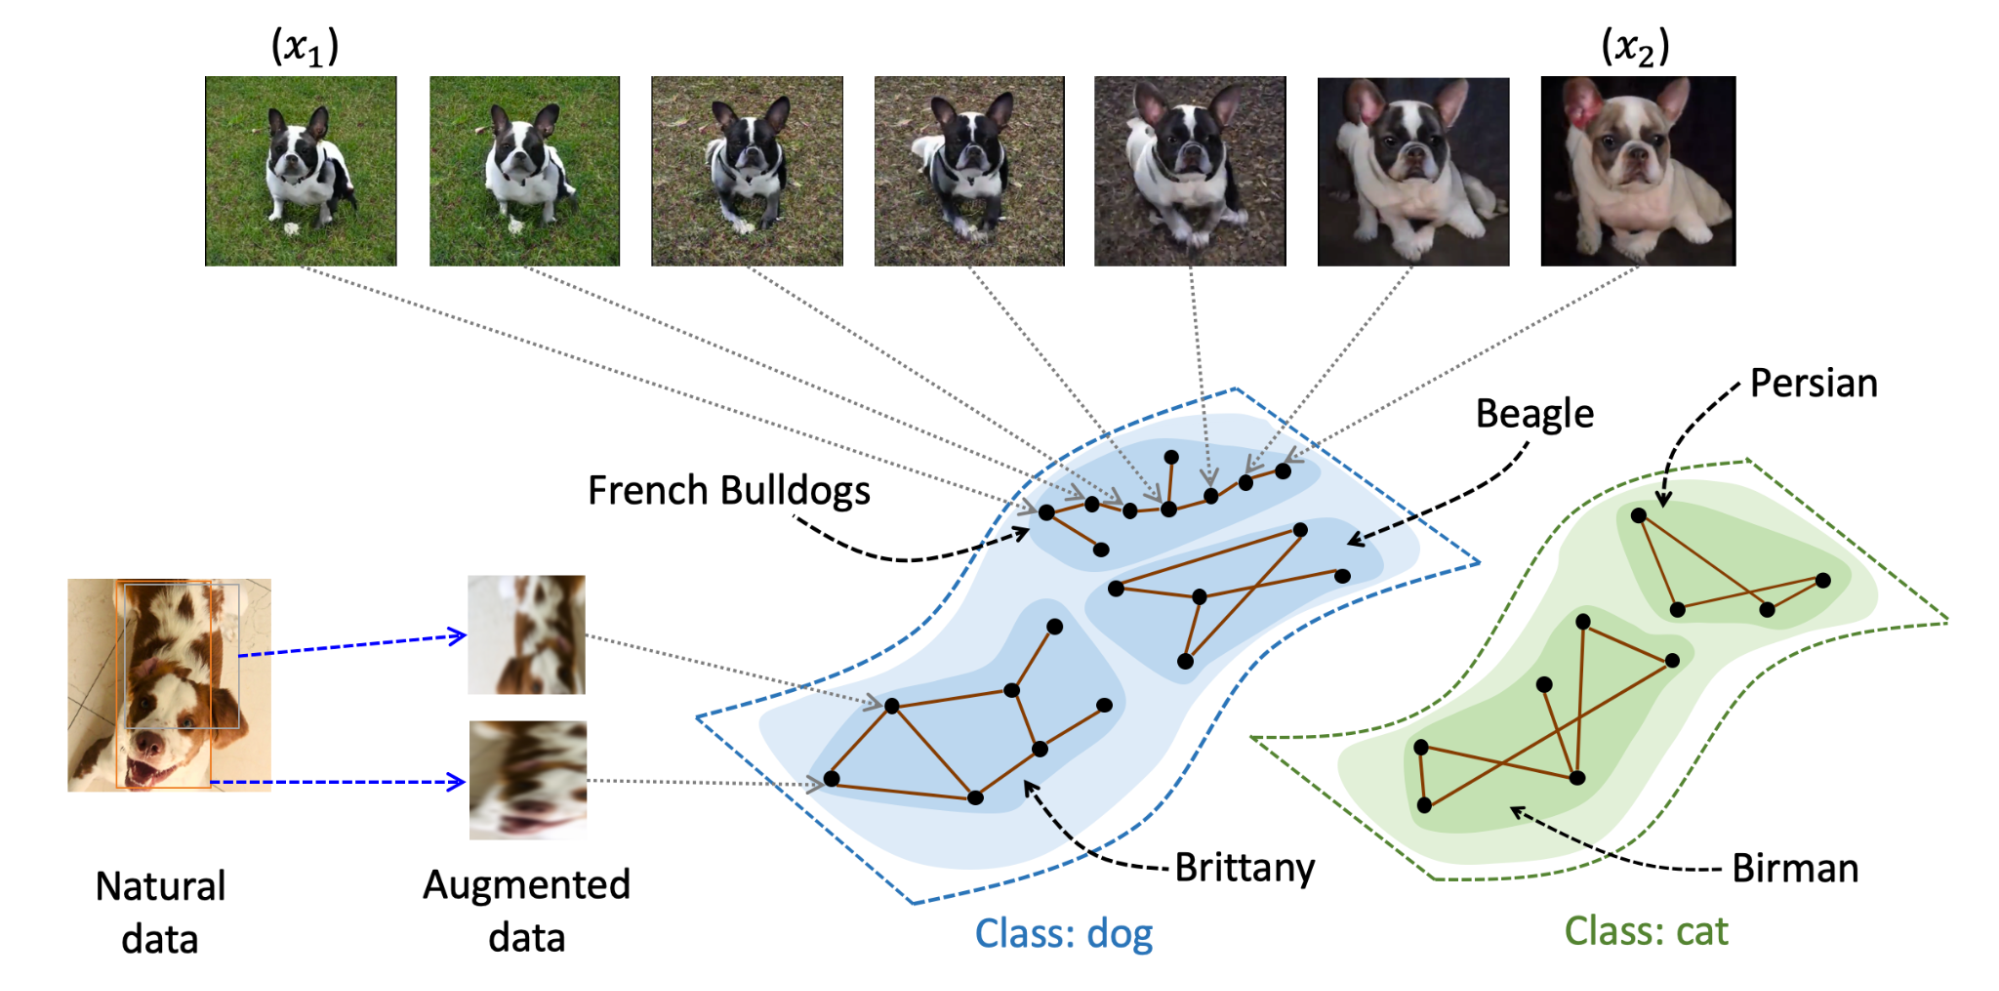 (x₁)
(x₂)
Persian
Beagle
French Bulldogs
Brittany
Birman
Natural
data
Augmented
data
Class: dog
Class: cat